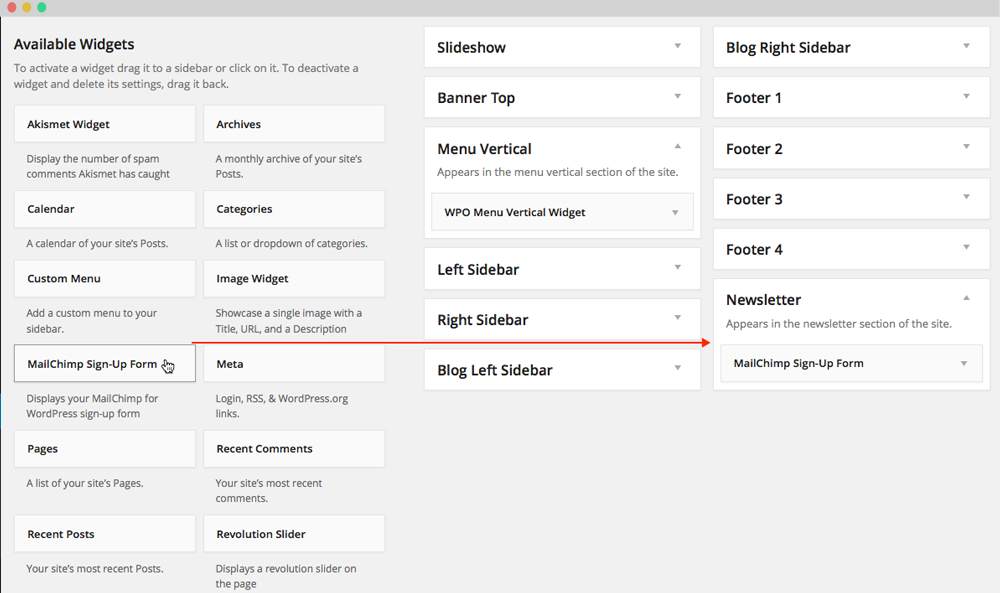 Available Widgets
To activate a widget drag it to a sidebar or click on it. To deactivate a
widget and delete its settings, drag it back.
Akismet Widget
Display the number of spam
comments Akismet has caught
Archives
A monthly archive of your site's
Posts.
Calendar
A calendar of your site's Posts.
Categories
A list or dropdown of categories.
Custom Menu
Add a custom menu to your
sidebar.
Image Widget
Showcase a single image with a
Title, URL, and a Description
MailChimp Sign-Up Form
Displays your MailChimp for
WordPress sign-up form
Meta
Login, RSS, & WordPress.org
links.
Pages
A list of your site's Pages.
Recent Comments
Your site's most recent
comments.
Recent Posts
Your site's most recent Posts.
Revolution Slider
Displays a revolution slider on
the page
Slideshow
Banner Top
Menu Vertical
Appears in the menu vertical section of the site.
WPO Menu Vertical Widget
Left Sidebar
Right Sidebar
Blog Left Sidebar
Blog Right Sidebar
Footer 1
Footer 2
Footer 3
Footer 4
Newsletter
Appears in the newsletter section of the site.
MailChimp Sign-Up Form